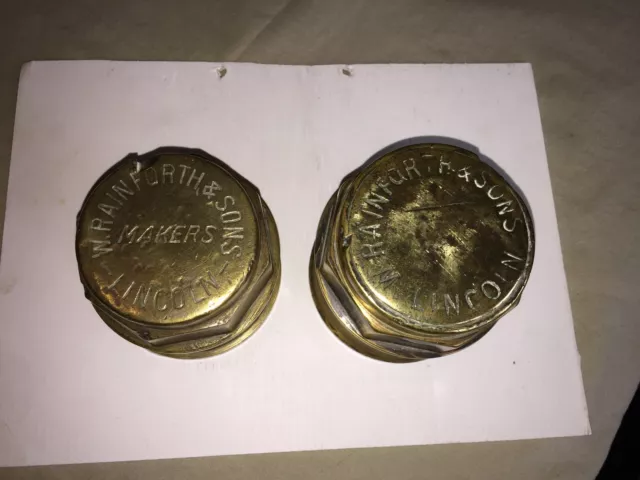 W. RAINFORTH & SONS
MAKERS
LINCOLN
W. RAINFORTH & SONS
LINCOLN